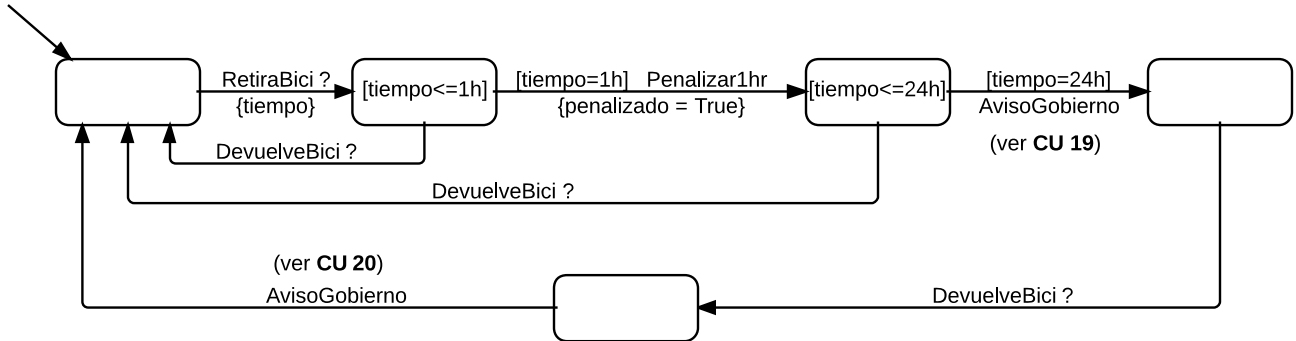 RetiraBici ?
{tiempo}
[tiempo<=1h]
[tiempo=1h] Penalizar1hr
{penalizado = True}
[tiempo<=24h]
[tiempo=24h]
AvisoGobierno
(ver CU 19)
DevuelveBici ?
DevuelveBici ?
(ver CU 20)
AvisoGobierno
DevuelveBici ?